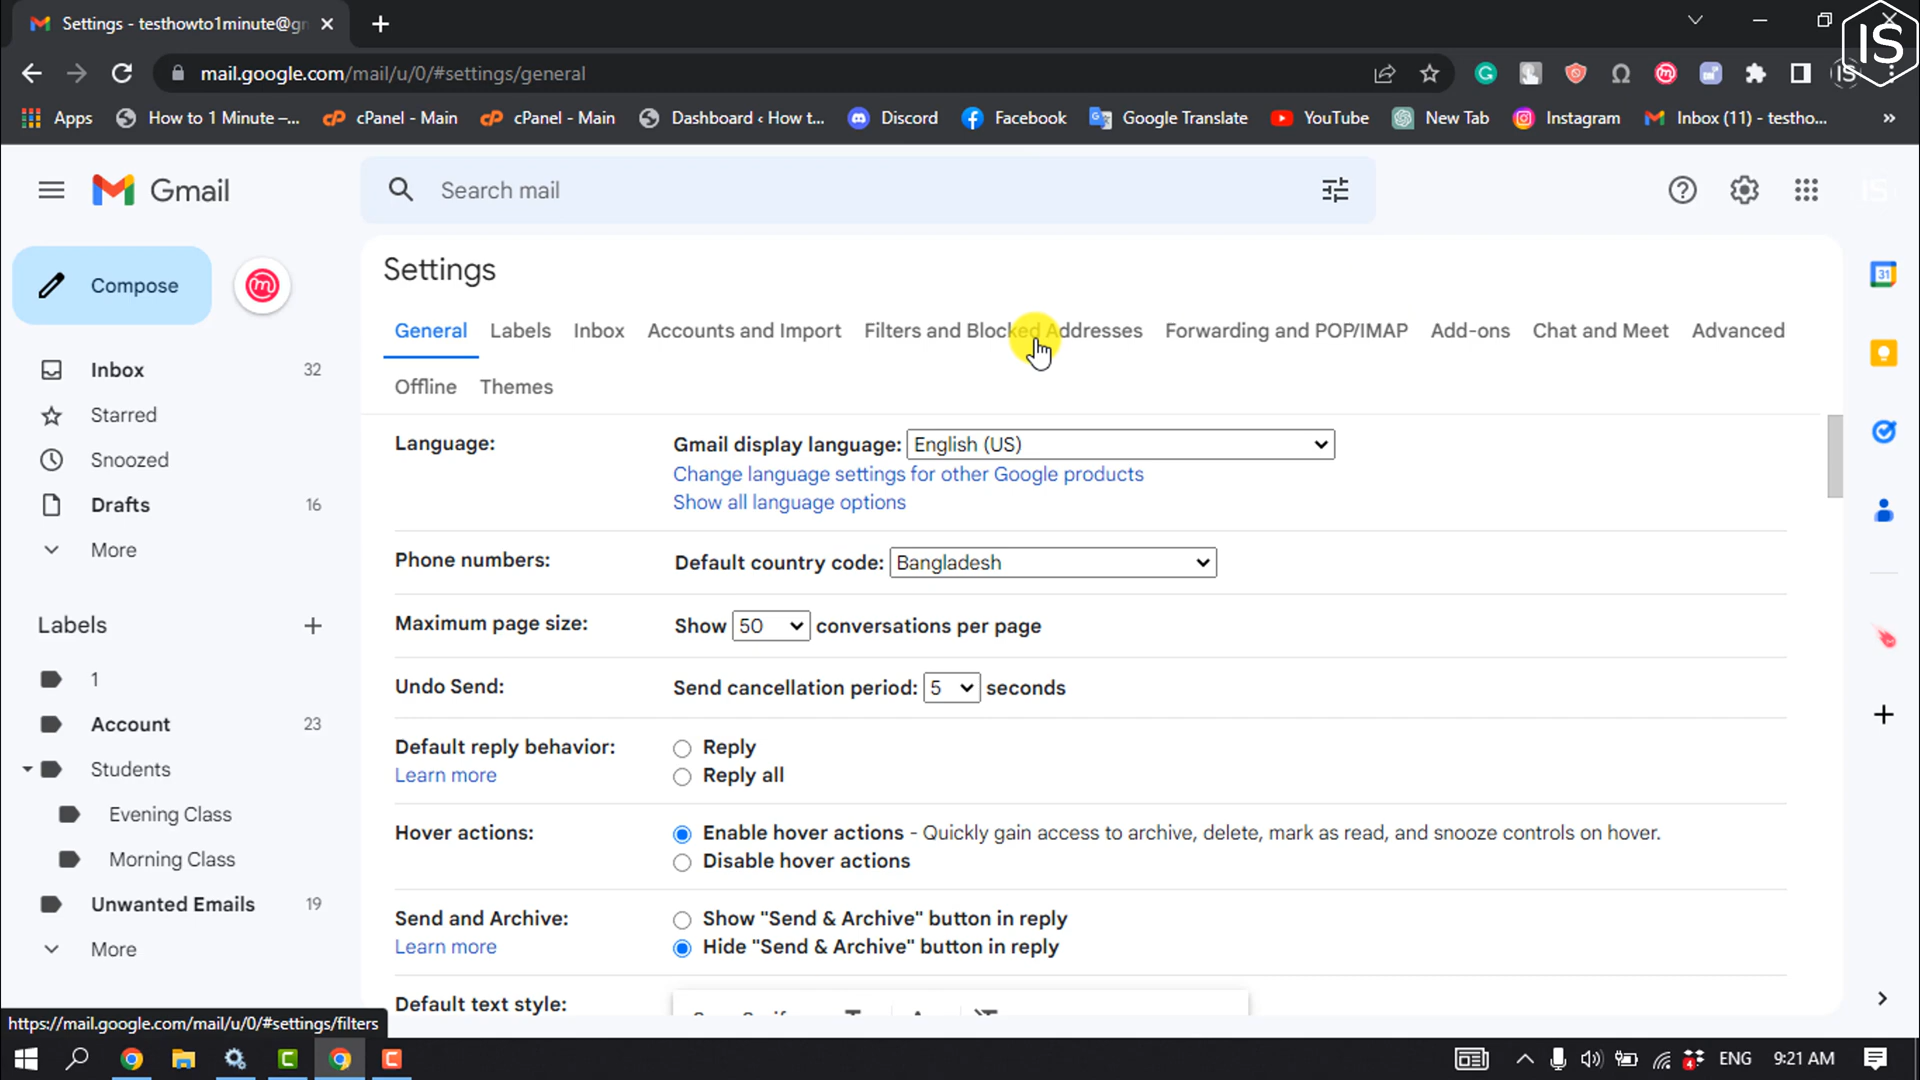 Settings - testhowto1minute@gm
IS
mail.google.com/mail/u/0/#settings/general
IS
Apps
How to 1 Minute –...
cPanel - Main
cPanel - Main
Dashboard ‹ How t...
Discord
Facebook
Google Translate
YouTube
New Tab
Instagram
Inbox (11) - testho...
»
Gmail
Search mail
IS
Compose
Settings
General
Labels
Inbox
Accounts and Import
Filters and Blocked Addresses
Forwarding and POP/IMAP
Add-ons
Chat and Meet
Advanced
Offline
Themes
Inbox 32
Starred
Snoozed
Drafts 16
More
Labels
1
Account 23
Students
Evening Class
Morning Class
Unwanted Emails 19
More
Language:
Gmail display language: English (US)
Change language settings for other Google products
Show all language options
Phone numbers:
Default country code: Bangladesh
Maximum page size:
Show 50 conversations per page
Undo Send:
Send cancellation period: 5 seconds
Default reply behavior:
Learn more
Reply
Reply all
Hover actions:
Enable hover actions - Quickly gain access to archive, delete, mark as read, and snooze controls on hover.
Disable hover actions
Send and Archive:
Learn more
Show "Send & Archive" button in reply
Hide "Send & Archive" button in reply
Default text style:
31
https://mail.google.com/mail/u/0/#settings/filters
4
ENG
9:21 AM